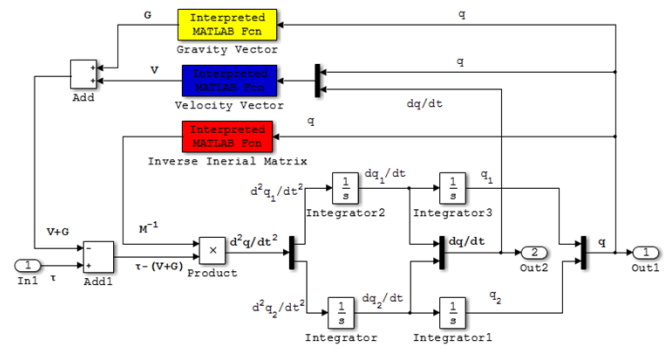 G
Interpreted
MATLAB Fcn
q
Gravity Vector
+
+
Add
V
Interpreted
MATLAB Fcn
q
Velocity Vector
dq/dt
Interpreted
MATLAB Fcn
q
Inverse Inerial Matrix
V+G
M⁻¹
d²q₁/dt²
1
s
Integrator2
dq₁/dt
1
s
Integrator3
q₁
1
In1
τ
−
+
Add1
τ-(V+G)
×
Product
d²q/dt²
dq/dt
2
Out2
q
1
Out1
d²q₂/dt²
1
s
Integrator
dq₂/dt
1
s
Integrator1
q₂